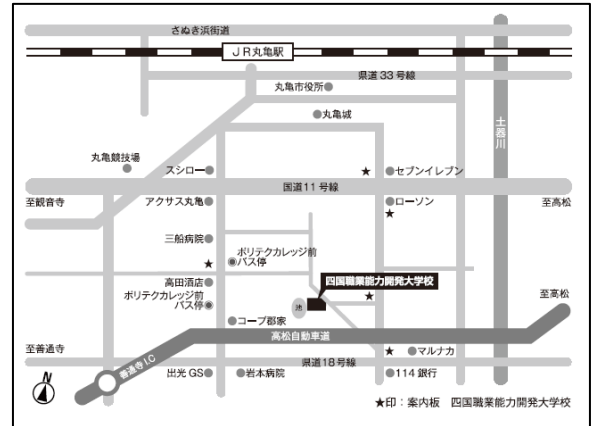 さぬき浜街道
ＪＲ丸亀駅
県道33号線
丸亀市役所
丸亀城
土器川
丸亀競技場
スシロー
★
セブンイレブン
国道11号線
至観音寺
アクサス丸亀
ローソン
★
至高松
三船病院
ポリテクカレッジ前
バス停
★
高田酒店
四国職業能力開発大学校
ポリテクカレッジ前
バス停
池
★
至高松
コープ郡家
高松自動車道
至善通寺
善通寺I.C
★
マルナカ
県道18号線
出光GS
岩本病院
114銀行
N
★印：案内板　四国職業能力開発大学校